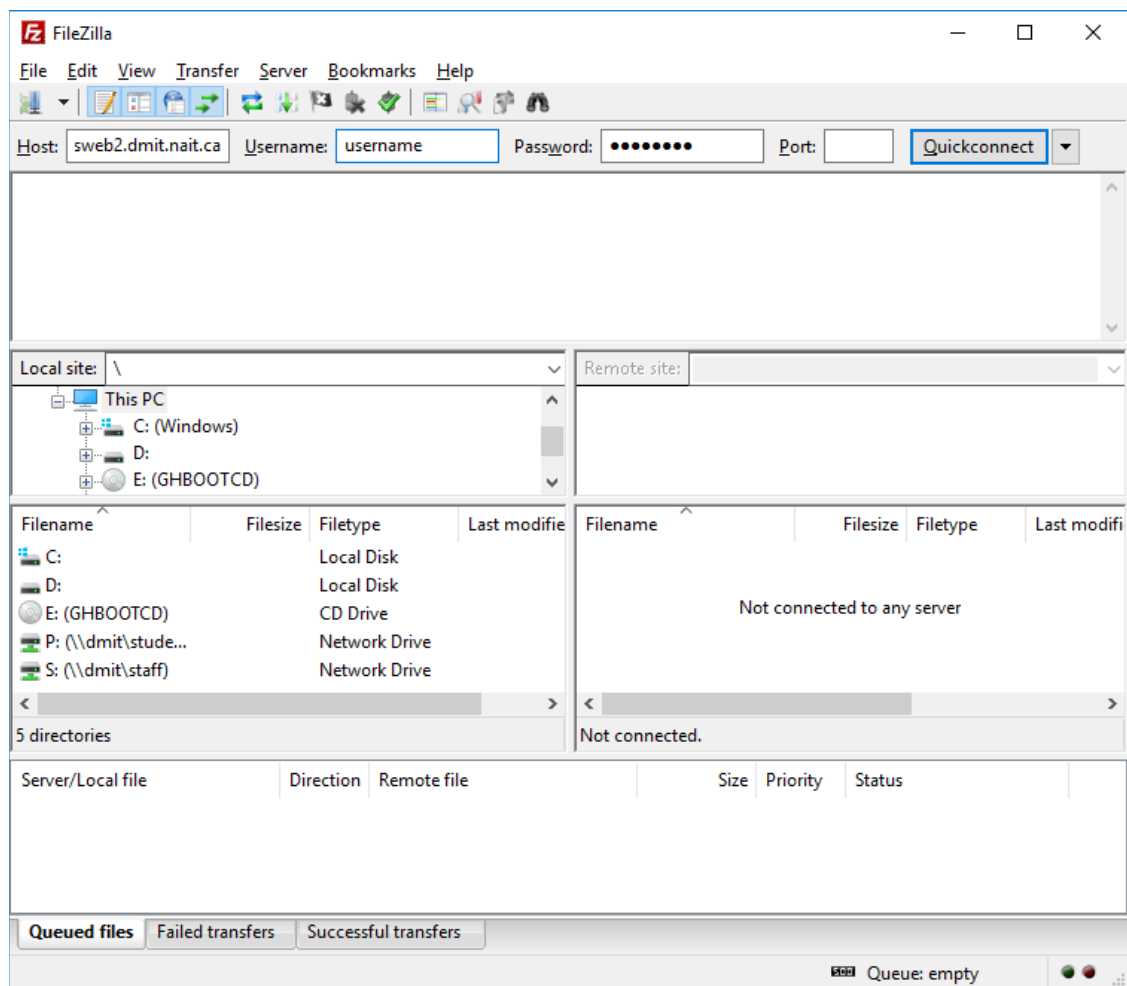 FileZilla
File Edit View Transfer Server Bookmarks Help
Host: sweb2.dmit.nait.ca Username: username Password: ●●●●●●●● Port: Quickconnect
Local site: \
Remote site:
This PC
C: (Windows)
D:
E: (GHBOOTCD)
Filename Filesize Filetype Last modifie
Filename Filesize Filetype Last modifi
C: Local Disk
D: Local Disk
E: (GHBOOTCD) CD Drive
P: (\\dmit\stude... Network Drive
S: (\\dmit\staff) Network Drive
Not connected to any server
5 directories
Not connected.
Server/Local file Direction Remote file Size Priority Status
Queued files Failed transfers Successful transfers
Queue: empty